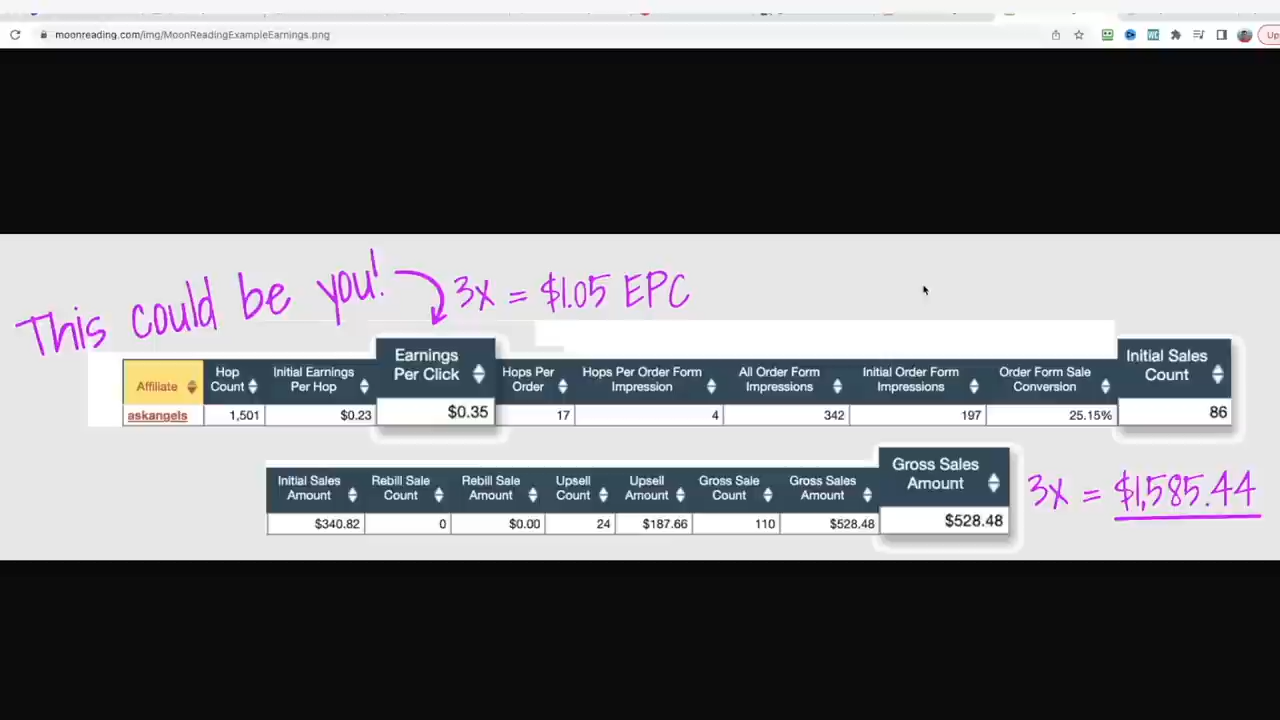 moonreading.com/img/MoonReadingExampleEarnings.png
Up
This could be you!
3x = $1.05 EPC
Affiliate Hop Count Initial Earnings Per Hop Earnings Per Click Hops Per Order Hops Per Order Form Impression All Order Form Impressions Initial Order Form Impressions Order Form Sale Conversion Initial Sales Count
askangels 1,501 $0.23 $0.35 17 4 342 197 25.15% 86
Initial Sales Amount Rebill Sale Count Rebill Sale Amount Upsell Count Upsell Amount Gross Sale Count Gross Sales Amount Gross Sales Amount
$340.82 0 $0.00 24 $187.66 110 $528.48 $528.48
3x = $1,585.44